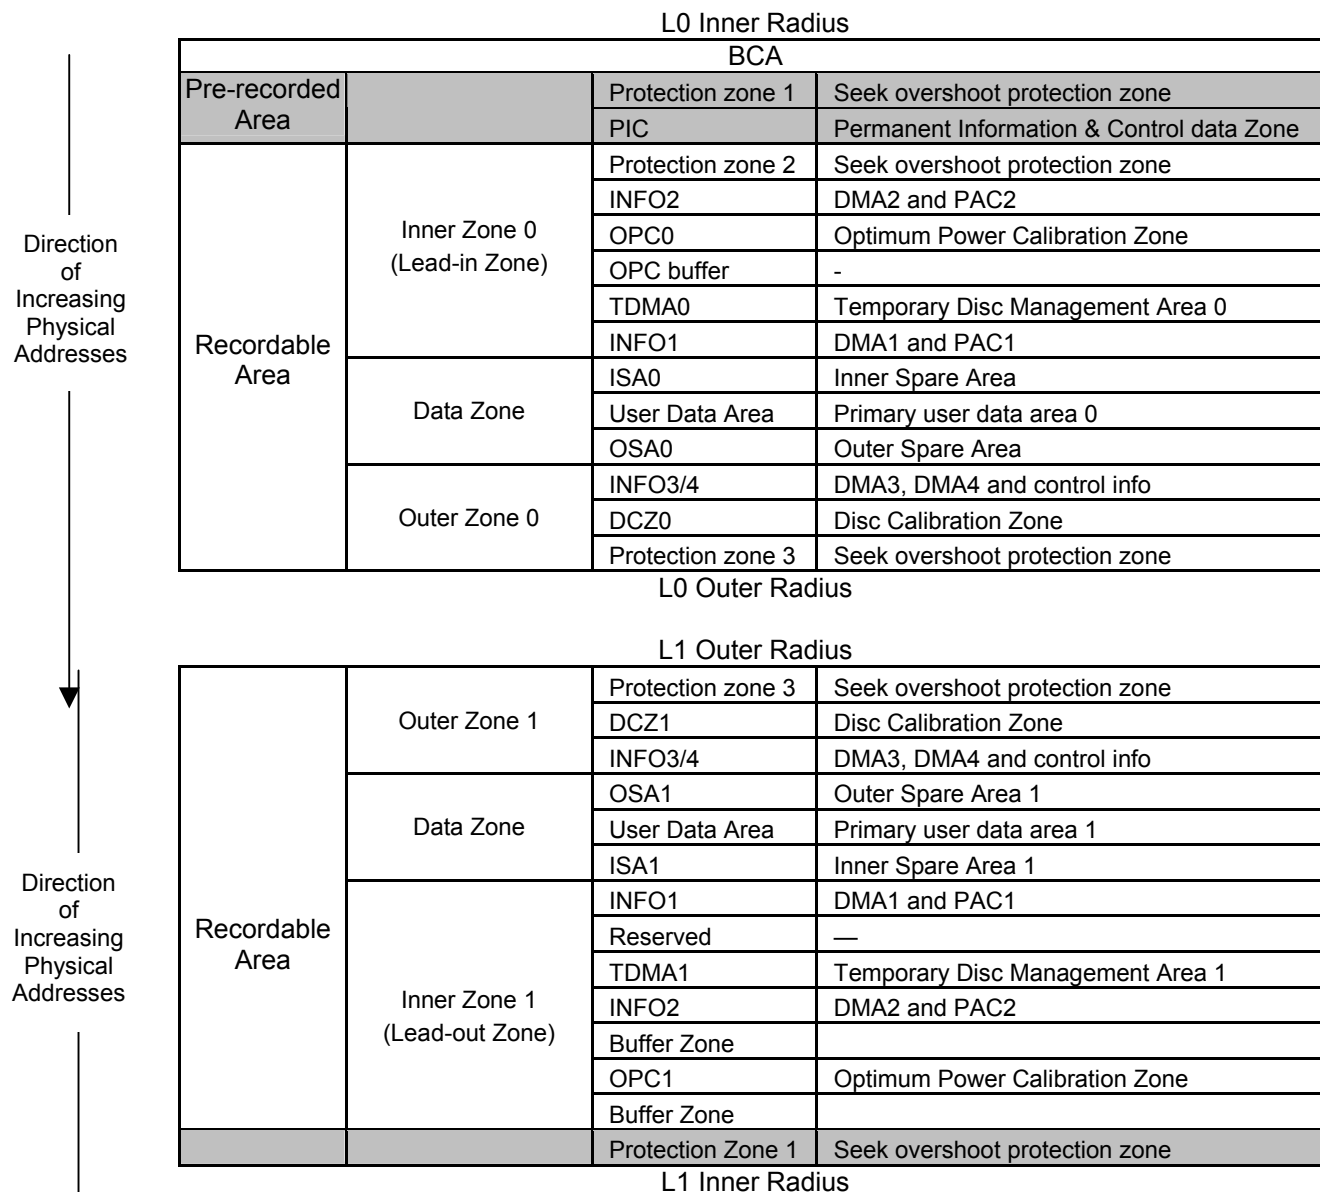 L0 Inner Radius
BCA
Pre-recorded Area
Protection zone 1 Seek overshoot protection zone
PIC Permanent Information & Control data Zone
Direction of Increasing Physical Addresses
Recordable Area
Inner Zone 0 (Lead-in Zone)
Protection zone 2 Seek overshoot protection zone
INFO2 DMA2 and PAC2
OPC0 Optimum Power Calibration Zone
OPC buffer -
TDMA0 Temporary Disc Management Area 0
INFO1 DMA1 and PAC1
Data Zone
ISA0 Inner Spare Area
User Data Area Primary user data area 0
OSA0 Outer Spare Area
Outer Zone 0
INFO3/4 DMA3, DMA4 and control info
DCZ0 Disc Calibration Zone
Protection zone 3 Seek overshoot protection zone
L0 Outer Radius
L1 Outer Radius
Direction of Increasing Physical Addresses
Recordable Area
Outer Zone 1
Protection zone 3 Seek overshoot protection zone
DCZ1 Disc Calibration Zone
INFO3/4 DMA3, DMA4 and control info
Data Zone
OSA1 Outer Spare Area 1
User Data Area Primary user data area 1
ISA1 Inner Spare Area 1
Inner Zone 1 (Lead-out Zone)
INFO1 DMA1 and PAC1
Reserved —
TDMA1 Temporary Disc Management Area 1
INFO2 DMA2 and PAC2
Buffer Zone
OPC1 Optimum Power Calibration Zone
Buffer Zone
Protection Zone 1 Seek overshoot protection zone
L1 Inner Radius